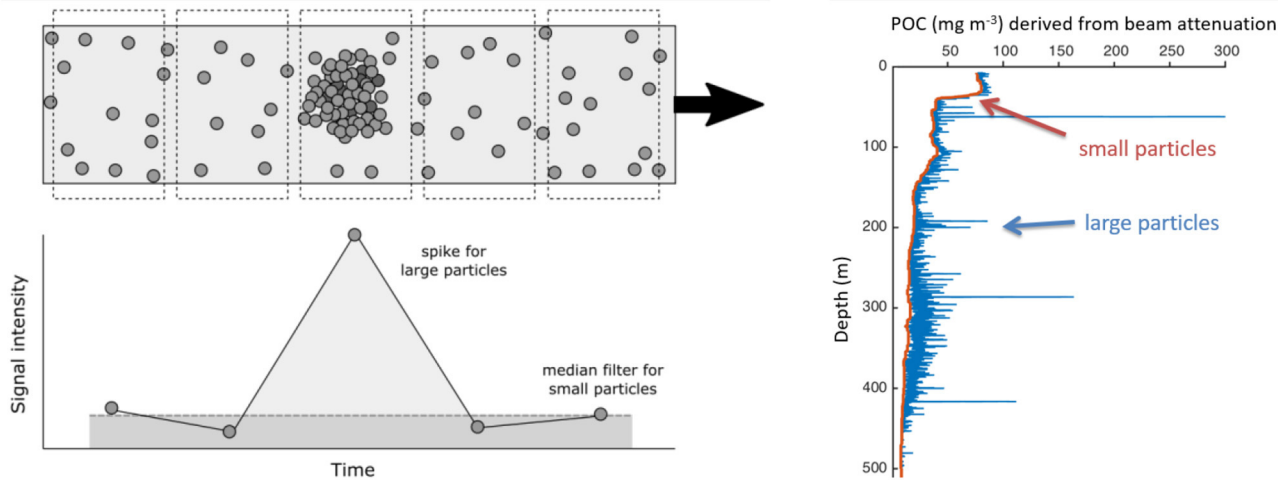 spike for
large particles
median filter for
small particles
Signal intensity
Time
POC (mg m⁻³) derived from beam attenuation
50 100 150 200 250 300
0
100
200
300
400
500
Depth (m)
small particles
large particles